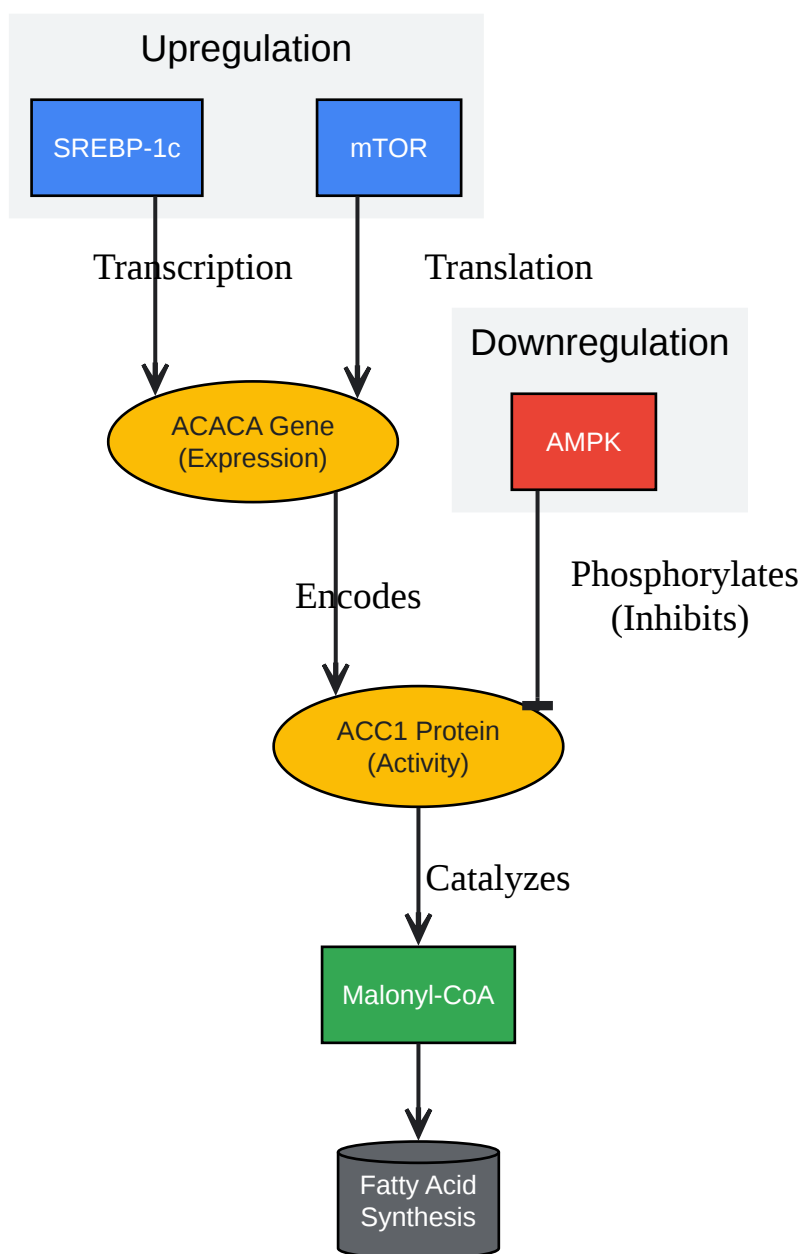 Upregulation
SREBP-1c
mTOR
Transcription
Translation
Downregulation
ACACA Gene
(Expression)
AMPK
Encodes
Phosphorylates
(Inhibits)
ACC1 Protein
(Activity)
Catalyzes
Malonyl-CoA
Fatty Acid
Synthesis